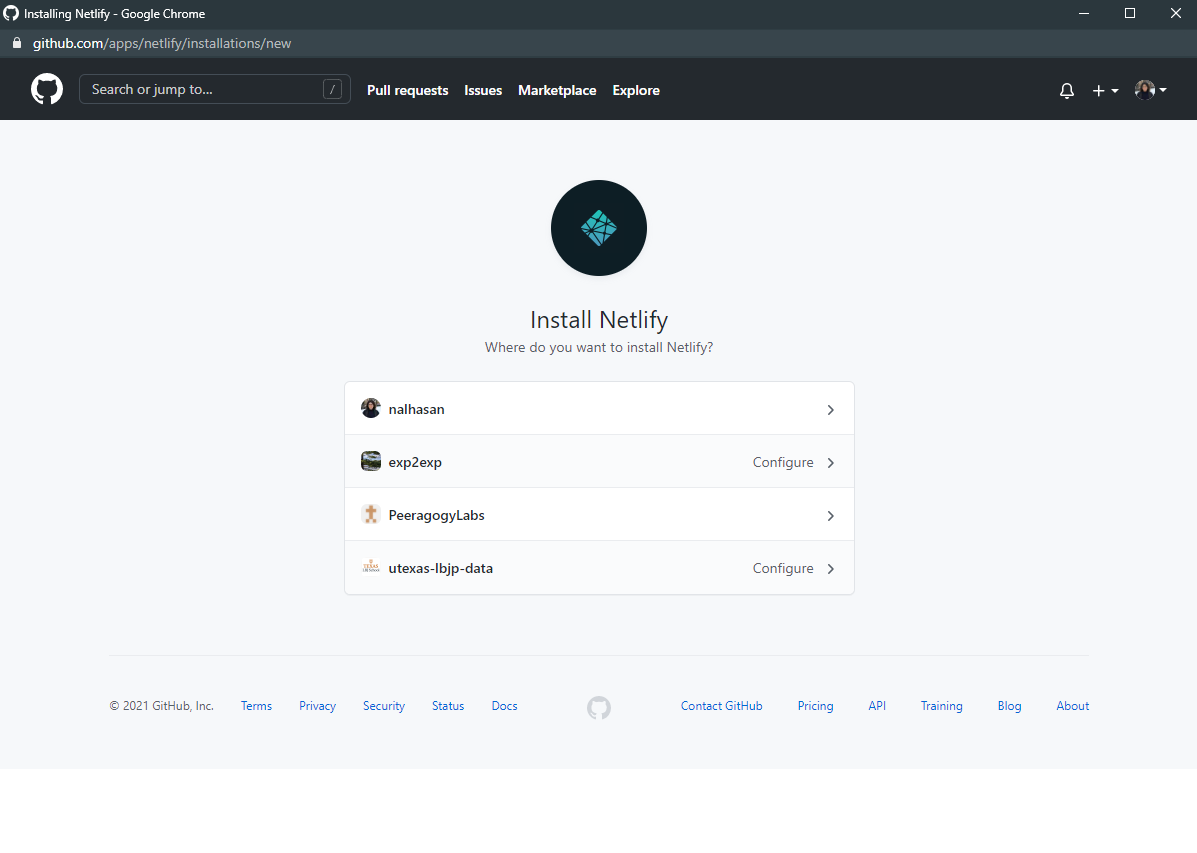 Installing Netlify - Google Chrome
github.com/apps/netlify/installations/new
Search or jump to... / Pull requests Issues Marketplace Explore
Install Netlify
Where do you want to install Netlify?
nalhasan
exp2exp Configure
PeeragogyLabs
utexas-lbjp-data Configure
© 2021 GitHub, Inc. Terms Privacy Security Status Docs Contact GitHub Pricing API Training Blog About